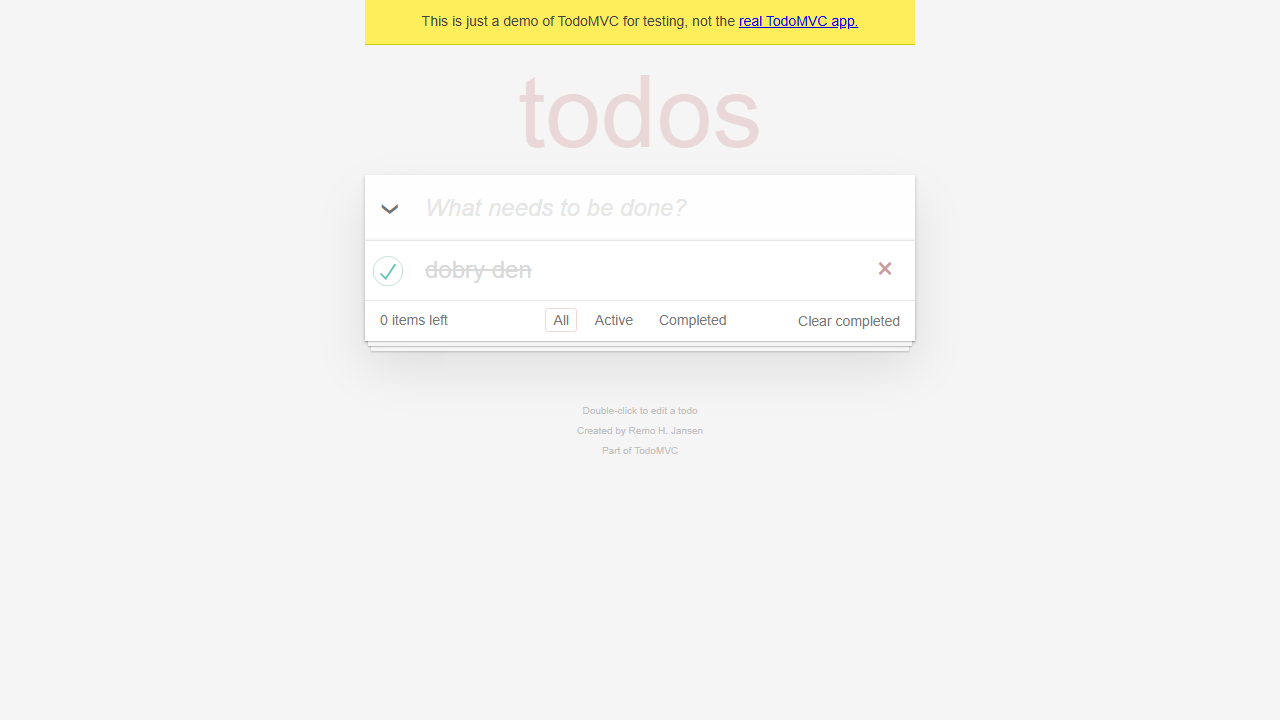 This is just a demo of TodoMVC for testing, not the real TodoMVC app.
todos
What needs to be done?
dobry den
0 items left
All
Active
Completed
Clear completed
Double-click to edit a todo
Created by Remo H. Jansen
Part of TodoMVC